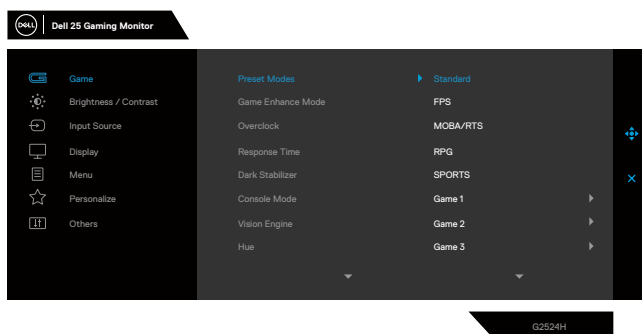 DELL
Dell 25 Gaming Monitor
Game Preset Modes Standard
Brightness / Contrast Game Enhance Mode FPS
Input Source Overclock MOBA/RTS
Display Response Time RPG
Menu Dark Stabilizer SPORTS
Personalize Console Mode Game 1
Others Vision Engine Game 2
Hue Game 3
G2524H